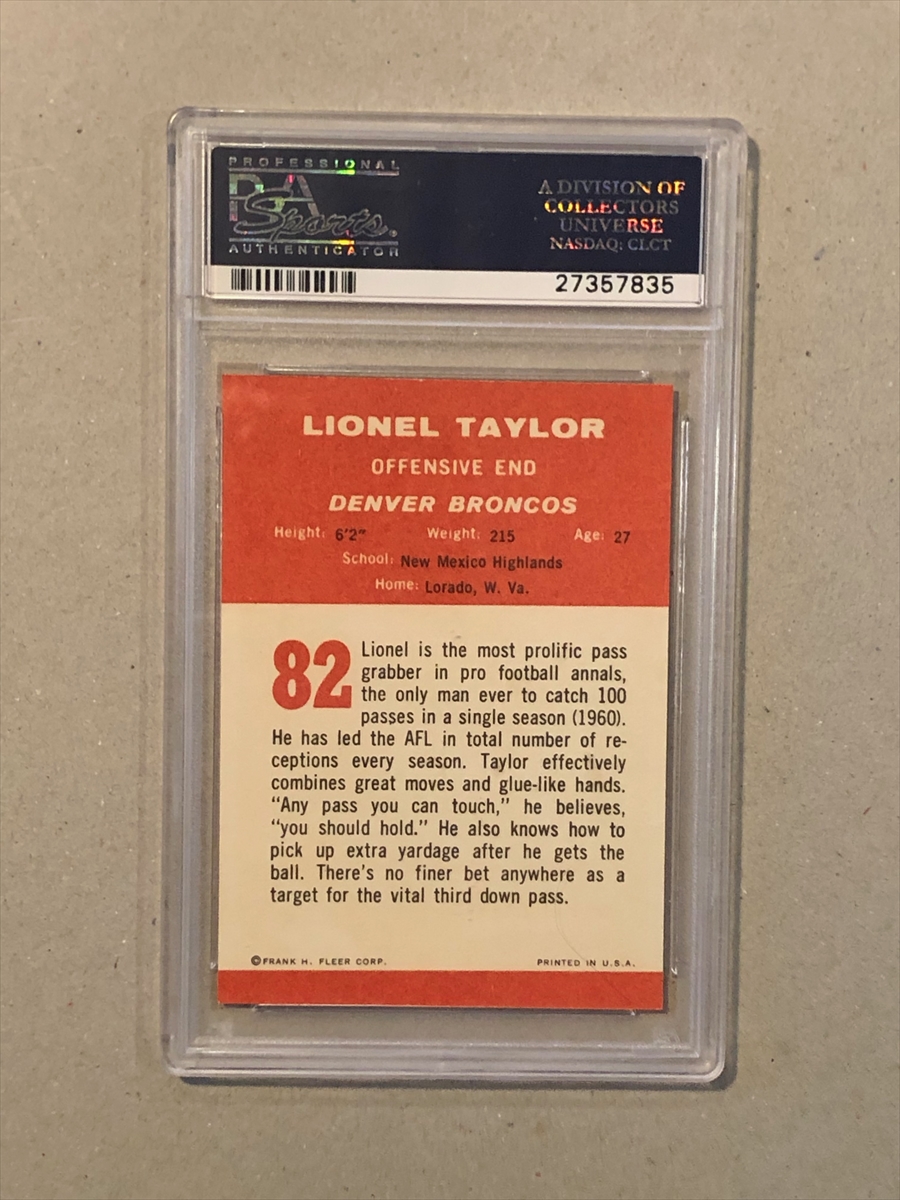 PROFESSIONAL
PSA
Sports
AUTHENTICATOR
A DIVISION OF
COLLECTORS
UNIVERSE
NASDAQ: CLCT
27357835
LIONEL TAYLOR
OFFENSIVE END
DENVER BRONCOS
Height: 6'2" Weight: 215 Age: 27
School: New Mexico Highlands
Home: Lorado, W. Va.
82
Lionel is the most prolific pass
grabber in pro football annals,
the only man ever to catch 100
passes in a single season (1960).
He has led the AFL in total number of re-
ceptions every season. Taylor effectively
combines great moves and glue-like hands.
"Any pass you can touch," he believes,
"you should hold." He also knows how to
pick up extra yardage after he gets the
ball. There's no finer bet anywhere as a
target for the vital third down pass.
©FRANK H. FLEER CORP. PRINTED IN U.S.A.